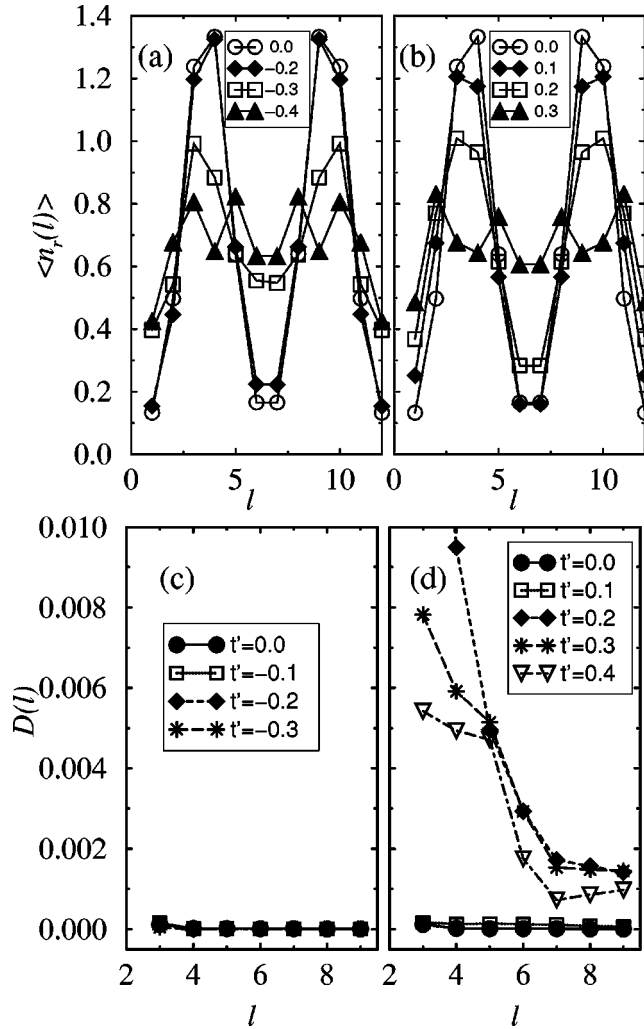 (a)
0.0
−0.2
−0.3
−0.4
(b)
0.0
0.1
0.2
0.3
1.4
1.2
1.0
0.8
0.6
0.4
0.2
0.0
<n_r(l)>
0 5 10
l
0 5 10
l
(c)
t'=0.0
t'=−0.1
t'=−0.2
t'=−0.3
(d)
t'=0.0
t'=0.1
t'=0.2
t'=0.3
t'=0.4
0.010
0.008
0.006
0.004
0.002
0.000
D(l)
2 4 6 8
l
2 4 6 8
l